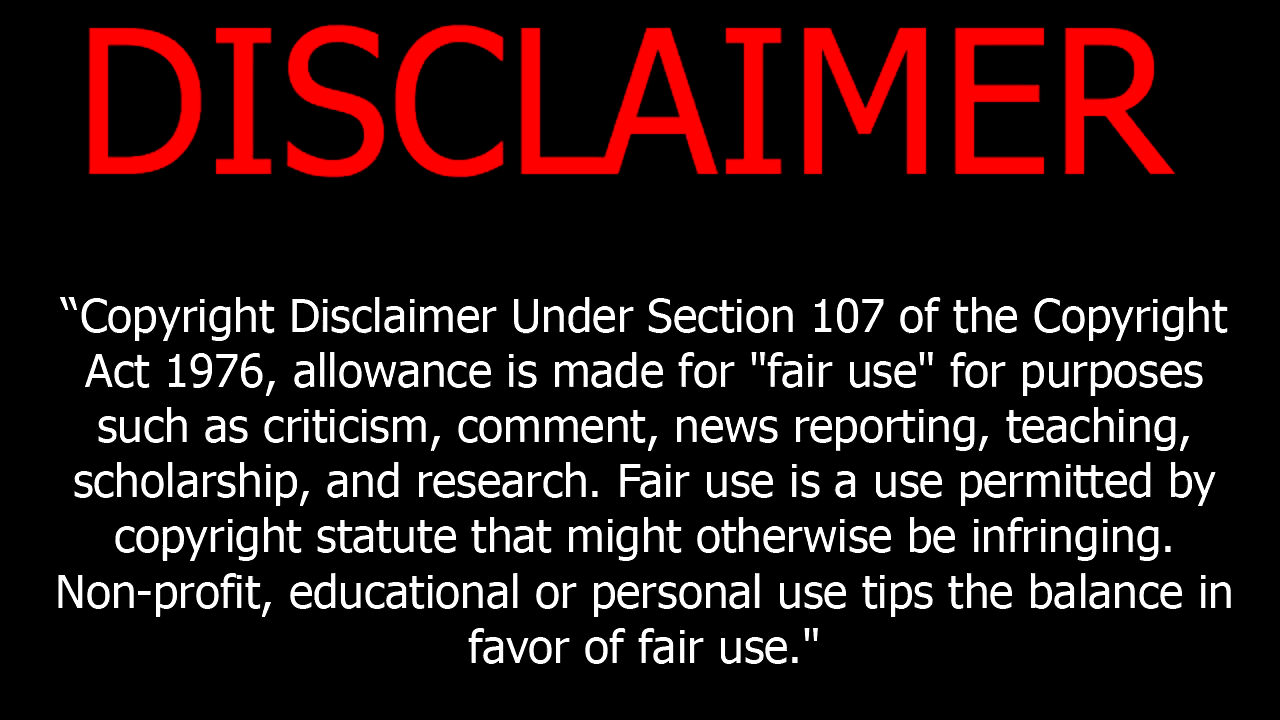 DISCLAIMER
“Copyright Disclaimer Under Section 107 of the Copyright
Act 1976, allowance is made for "fair use" for purposes
such as criticism, comment, news reporting, teaching,
scholarship, and research. Fair use is a use permitted by
copyright statute that might otherwise be infringing.
Non-profit, educational or personal use tips the balance in
favor of fair use."